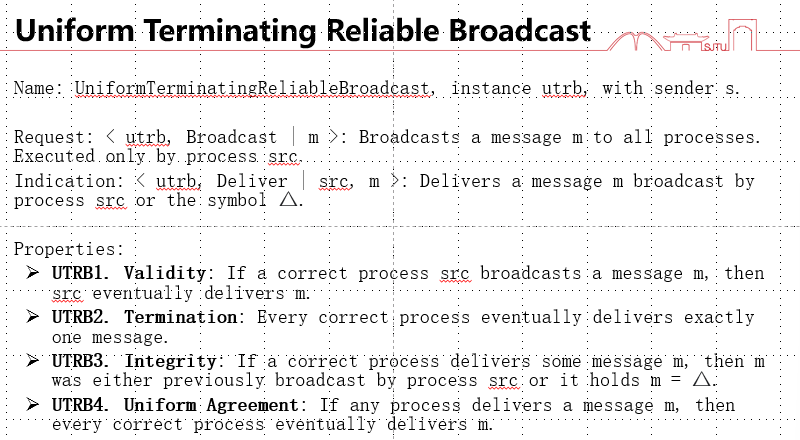 Uniform Terminating Reliable Broadcast
SJTU
Name: UniformTerminatingReliableBroadcast, instance utrb, with sender s.
Request: < utrb, Broadcast | m >: Broadcasts a message m to all processes.
Executed only by process src.
Indication: < utrb, Deliver | src, m >: Delivers a message m broadcast by
process src or the symbol △.
Properties:
➤ UTRB1. Validity: If a correct process src broadcasts a message m, then
src eventually delivers m.
➤ UTRB2. Termination: Every correct process eventually delivers exactly
one message.
➤ UTRB3. Integrity: If a correct process delivers some message m, then m
was either previously broadcast by process src or it holds m = △.
➤ UTRB4. Uniform Agreement: If any process delivers a message m, then
every correct process eventually delivers m.